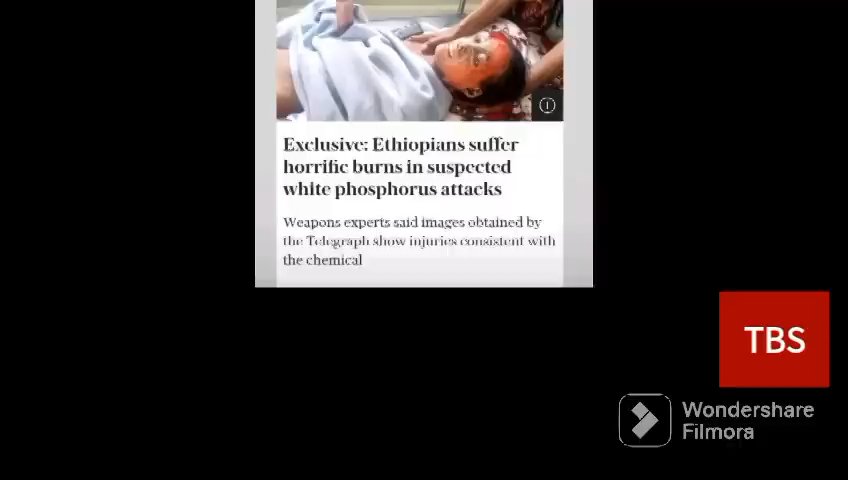 Exclusive: Ethiopians suffer
horrific burns in suspected
white phosphorus attacks
Weapons experts said images obtained by
the Telegraph show injuries consistent with
the chemical
TBS
Wondershare
Filmora